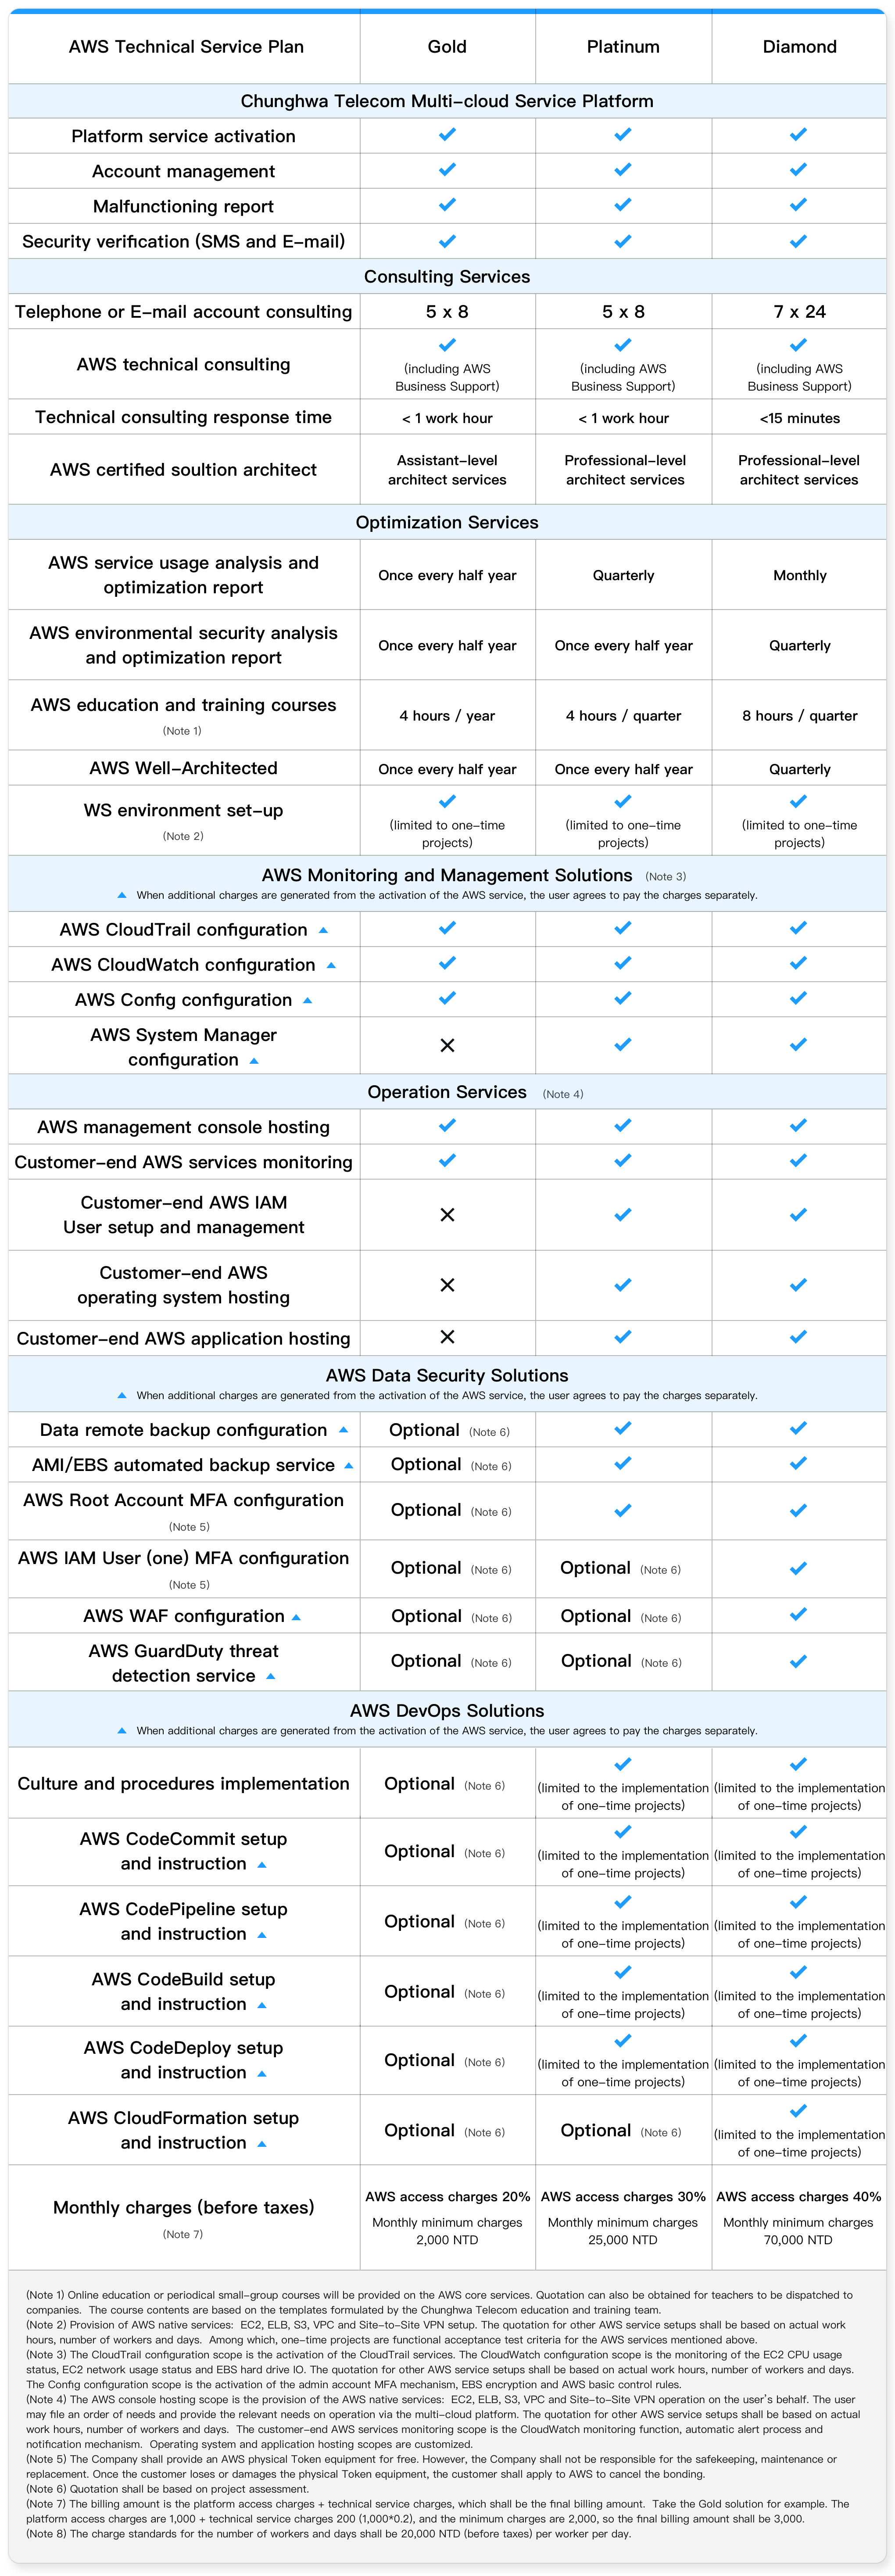 AWS Technical Service Plan Gold Platinum Diamond
Chunghwa Telecom Multi-cloud Service Platform
Platform service activation ✓ ✓ ✓
Account management ✓ ✓ ✓
Malfunctioning report ✓ ✓ ✓
Security verification (SMS and E-mail) ✓ ✓ ✓
Consulting Services
Telephone or E-mail account consulting 5 x 8 5 x 8 7 x 24
AWS technical consulting ✓ ✓ ✓
(including AWS (including AWS (including AWS
Business Support) Business Support) Business Support)
Technical consulting response time < 1 work hour < 1 work hour <15 minutes
AWS certified soultion architect
Assistant-level Professional-level Professional-level
architect services architect services architect services
Optimization Services
AWS service usage analysis and
optimization report
Once every half year Quarterly Monthly
AWS environmental security analysis
and optimization report
Once every half year Once every half year Quarterly
AWS education and training courses
(Note 1)
4 hours / year 4 hours / quarter 8 hours / quarter
AWS Well-Architected Once every half year Once every half year Quarterly
WS environment set-up
(Note 2)
✓ ✓ ✓
(limited to one-time (limited to one-time (limited to one-time
projects) projects) projects)
AWS Monitoring and Management Solutions (Note 3)
▲ When additional charges are generated from the activation of the AWS service, the user agrees to pay the charges separately.
AWS CloudTrail configuration ▲ ✓ ✓ ✓
AWS CloudWatch configuration ▲ ✓ ✓ ✓
AWS Config configuration ▲ ✓ ✓ ✓
AWS System Manager
configuration ▲ ✕ ✓ ✓
Operation Services (Note 4)
AWS management console hosting ✓ ✓ ✓
Customer-end AWS services monitoring ✓ ✓ ✓
Customer-end AWS IAM
User setup and management ✕ ✓ ✓
Customer-end AWS
operating system hosting ✕ ✓ ✓
Customer-end AWS application hosting ✕ ✓ ✓
AWS Data Security Solutions
▲ When additional charges are generated from the activation of the AWS service, the user agrees to pay the charges separately.
Data remote backup configuration ▲ Optional (Note 6) ✓ ✓
AMI/EBS automated backup service ▲ Optional (Note 6) ✓ ✓
AWS Root Account MFA configuration
(Note 5)
Optional (Note 6) ✓ ✓
AWS IAM User (one) MFA configuration
(Note 5)
Optional (Note 6) Optional (Note 6) ✓
AWS WAF configuration ▲ Optional (Note 6) Optional (Note 6) ✓
AWS GuardDuty threat
detection service ▲
Optional (Note 6) Optional (Note 6) ✓
AWS DevOps Solutions
▲ When additional charges are generated from the activation of the AWS service, the user agrees to pay the charges separately.
Culture and procedures implementation Optional (Note 6) ✓ ✓
(limited to the implementation (limited to the implementation
of one-time projects) of one-time projects)
AWS CodeCommit setup
and instruction ▲
Optional (Note 6) ✓ ✓
(limited to the implementation (limited to the implementation
of one-time projects) of one-time projects)
AWS CodePipeline setup
and instruction ▲
Optional (Note 6) ✓ ✓
(limited to the implementation (limited to the implementation
of one-time projects) of one-time projects)
AWS CodeBuild setup
and instruction ▲
Optional (Note 6) ✓ ✓
(limited to the implementation (limited to the implementation
of one-time projects) of one-time projects)
AWS CodeDeploy setup
and instruction ▲
Optional (Note 6) ✓ ✓
(limited to the implementation (limited to the implementation
of one-time projects) of one-time projects)
AWS CloudFormation setup
and instruction ▲
Optional (Note 6) Optional (Note 6) ✓
(limited to the implementation
of one-time projects)
Monthly charges (before taxes)
(Note 7)
AWS access charges 20% AWS access charges 30% AWS access charges 40%
Monthly minimum charges Monthly minimum charges Monthly minimum charges
2,000 NTD 25,000 NTD 70,000 NTD
(Note 1) Online education or periodical small-group courses will be provided on the AWS core services. Quotation can also be obtained for teachers to be dispatched to
companies. The course contents are based on the templates formulated by the Chunghwa Telecom education and training team.
(Note 2) Provision of AWS native services: EC2, ELB, S3, VPC and Site-to-Site VPN setup. The quotation for other AWS service setups shall be based on actual work
hours, number of workers and days. Among which, one-time projects are functional acceptance test criteria for the AWS services mentioned above.
(Note 3) The CloudTrail configuration scope is the activation of the CloudTrail services. The CloudWatch configuration scope is the monitoring of the EC2 CPU usage
status, EC2 network usage status and EBS hard drive IO. The quotation for other AWS service setups shall be based on actual work hours, number of workers and days.
The Config configuration scope is the activation of the admin account MFA mechanism, EBS encryption and AWS basic control rules.
(Note 4) The AWS console hosting scope is the provision of the AWS native services: EC2, ELB, S3, VPC and Site-to-Site VPN operation on the user's behalf. The user
may file an order of needs and provide the relevant needs on operation via the multi-cloud platform. The quotation for other AWS service setups shall be based on actual
work hours, number of workers and days. The customer-end AWS services monitoring scope is the CloudWatch monitoring function, automatic alert process and
notification mechanism. Operating system and application hosting scopes are customized.
(Note 5) The Company shall provide an AWS physical Token equipment for free. However, the Company shall not be responsible for the safekeeping, maintenance or
replacement. Once the customer loses or damages the physical Token equipment, the customer shall apply to AWS to cancel the bonding.
(Note 6) Quotation shall be based on project assessment.
(Note 7) The billing amount is the platform access charges + technical service charges, which shall be the final billing amount. Take the Gold solution for example. The
platform access charges are 1,000 + technical service charges 200 (1,000*0.2), and the minimum charges are 2,000, so the final billing amount shall be 3,000.
(Note 8) The charge standards for the number of workers and days shall be 20,000 NTD (before taxes) per worker per day.